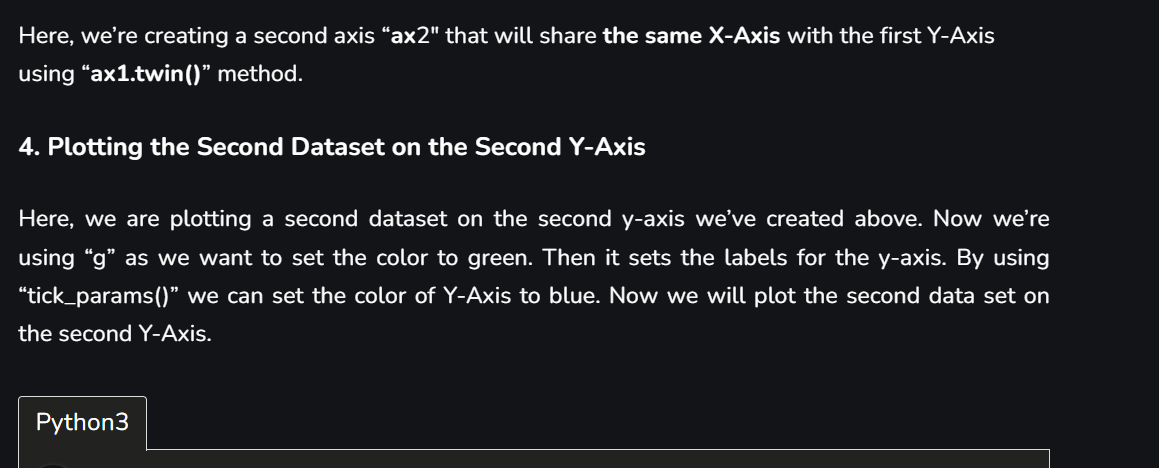 Here, we’re creating a second axis “ax2" that will share the same X-Axis with the first Y-Axis
using “ax1.twin()” method.
4. Plotting the Second Dataset on the Second Y-Axis
Here, we are plotting a second dataset on the second y-axis we’ve created above. Now we’re
using “g” as we want to set the color to green. Then it sets the labels for the y-axis. By using
“tick_params()” we can set the color of Y-Axis to blue. Now we will plot the second data set on
the second Y-Axis.
Python3